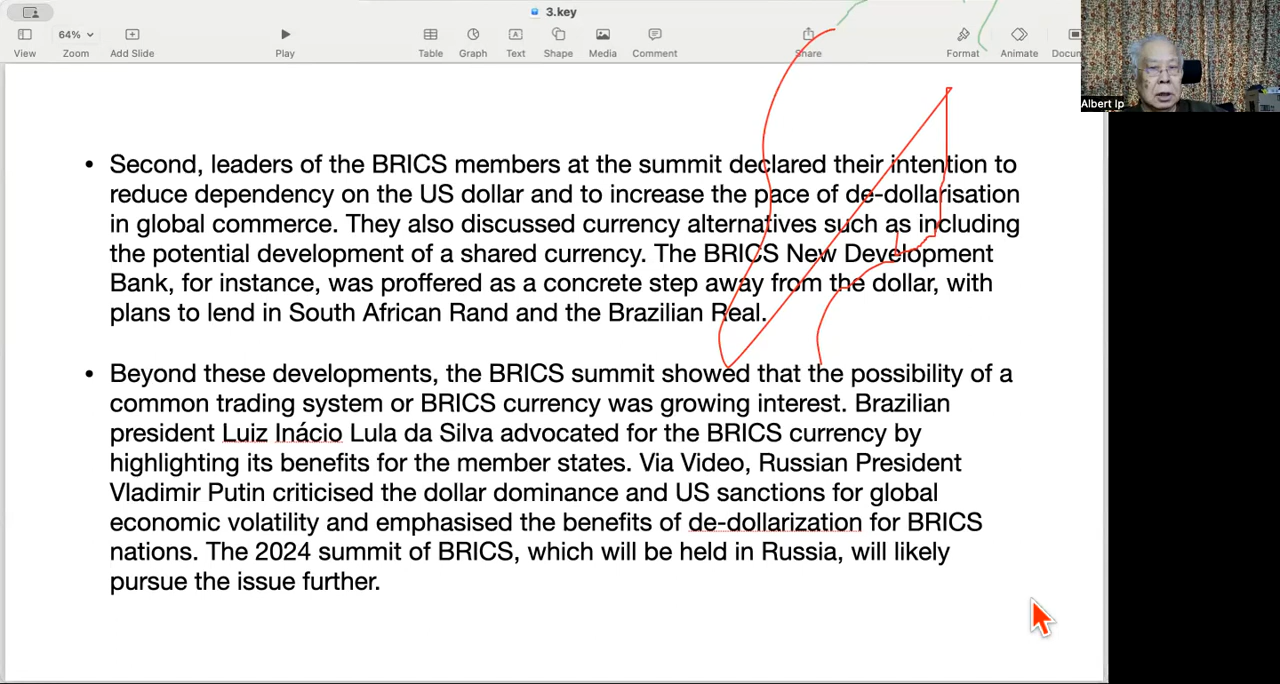 3.key
64%
View
Zoom
Add Slide
Play
Table
Graph
Text
Shape
Media
Comment
Share
Format
Animate
Docum
Albert Ip
• Second, leaders of the BRICS members at the summit declared their intention to
reduce dependency on the US dollar and to increase the pace of de-dollarisation
in global commerce. They also discussed currency alternatives such as including
the potential development of a shared currency. The BRICS New Development
Bank, for instance, was proffered as a concrete step away from the dollar, with
plans to lend in South African Rand and the Brazilian Real.
• Beyond these developments, the BRICS summit showed that the possibility of a
common trading system or BRICS currency was growing interest. Brazilian
president Luiz Inácio Lula da Silva advocated for the BRICS currency by
highlighting its benefits for the member states. Via Video, Russian President
Vladimir Putin criticised the dollar dominance and US sanctions for global
economic volatility and emphasised the benefits of de-dollarization for BRICS
nations. The 2024 summit of BRICS, which will be held in Russia, will likely
pursue the issue further.